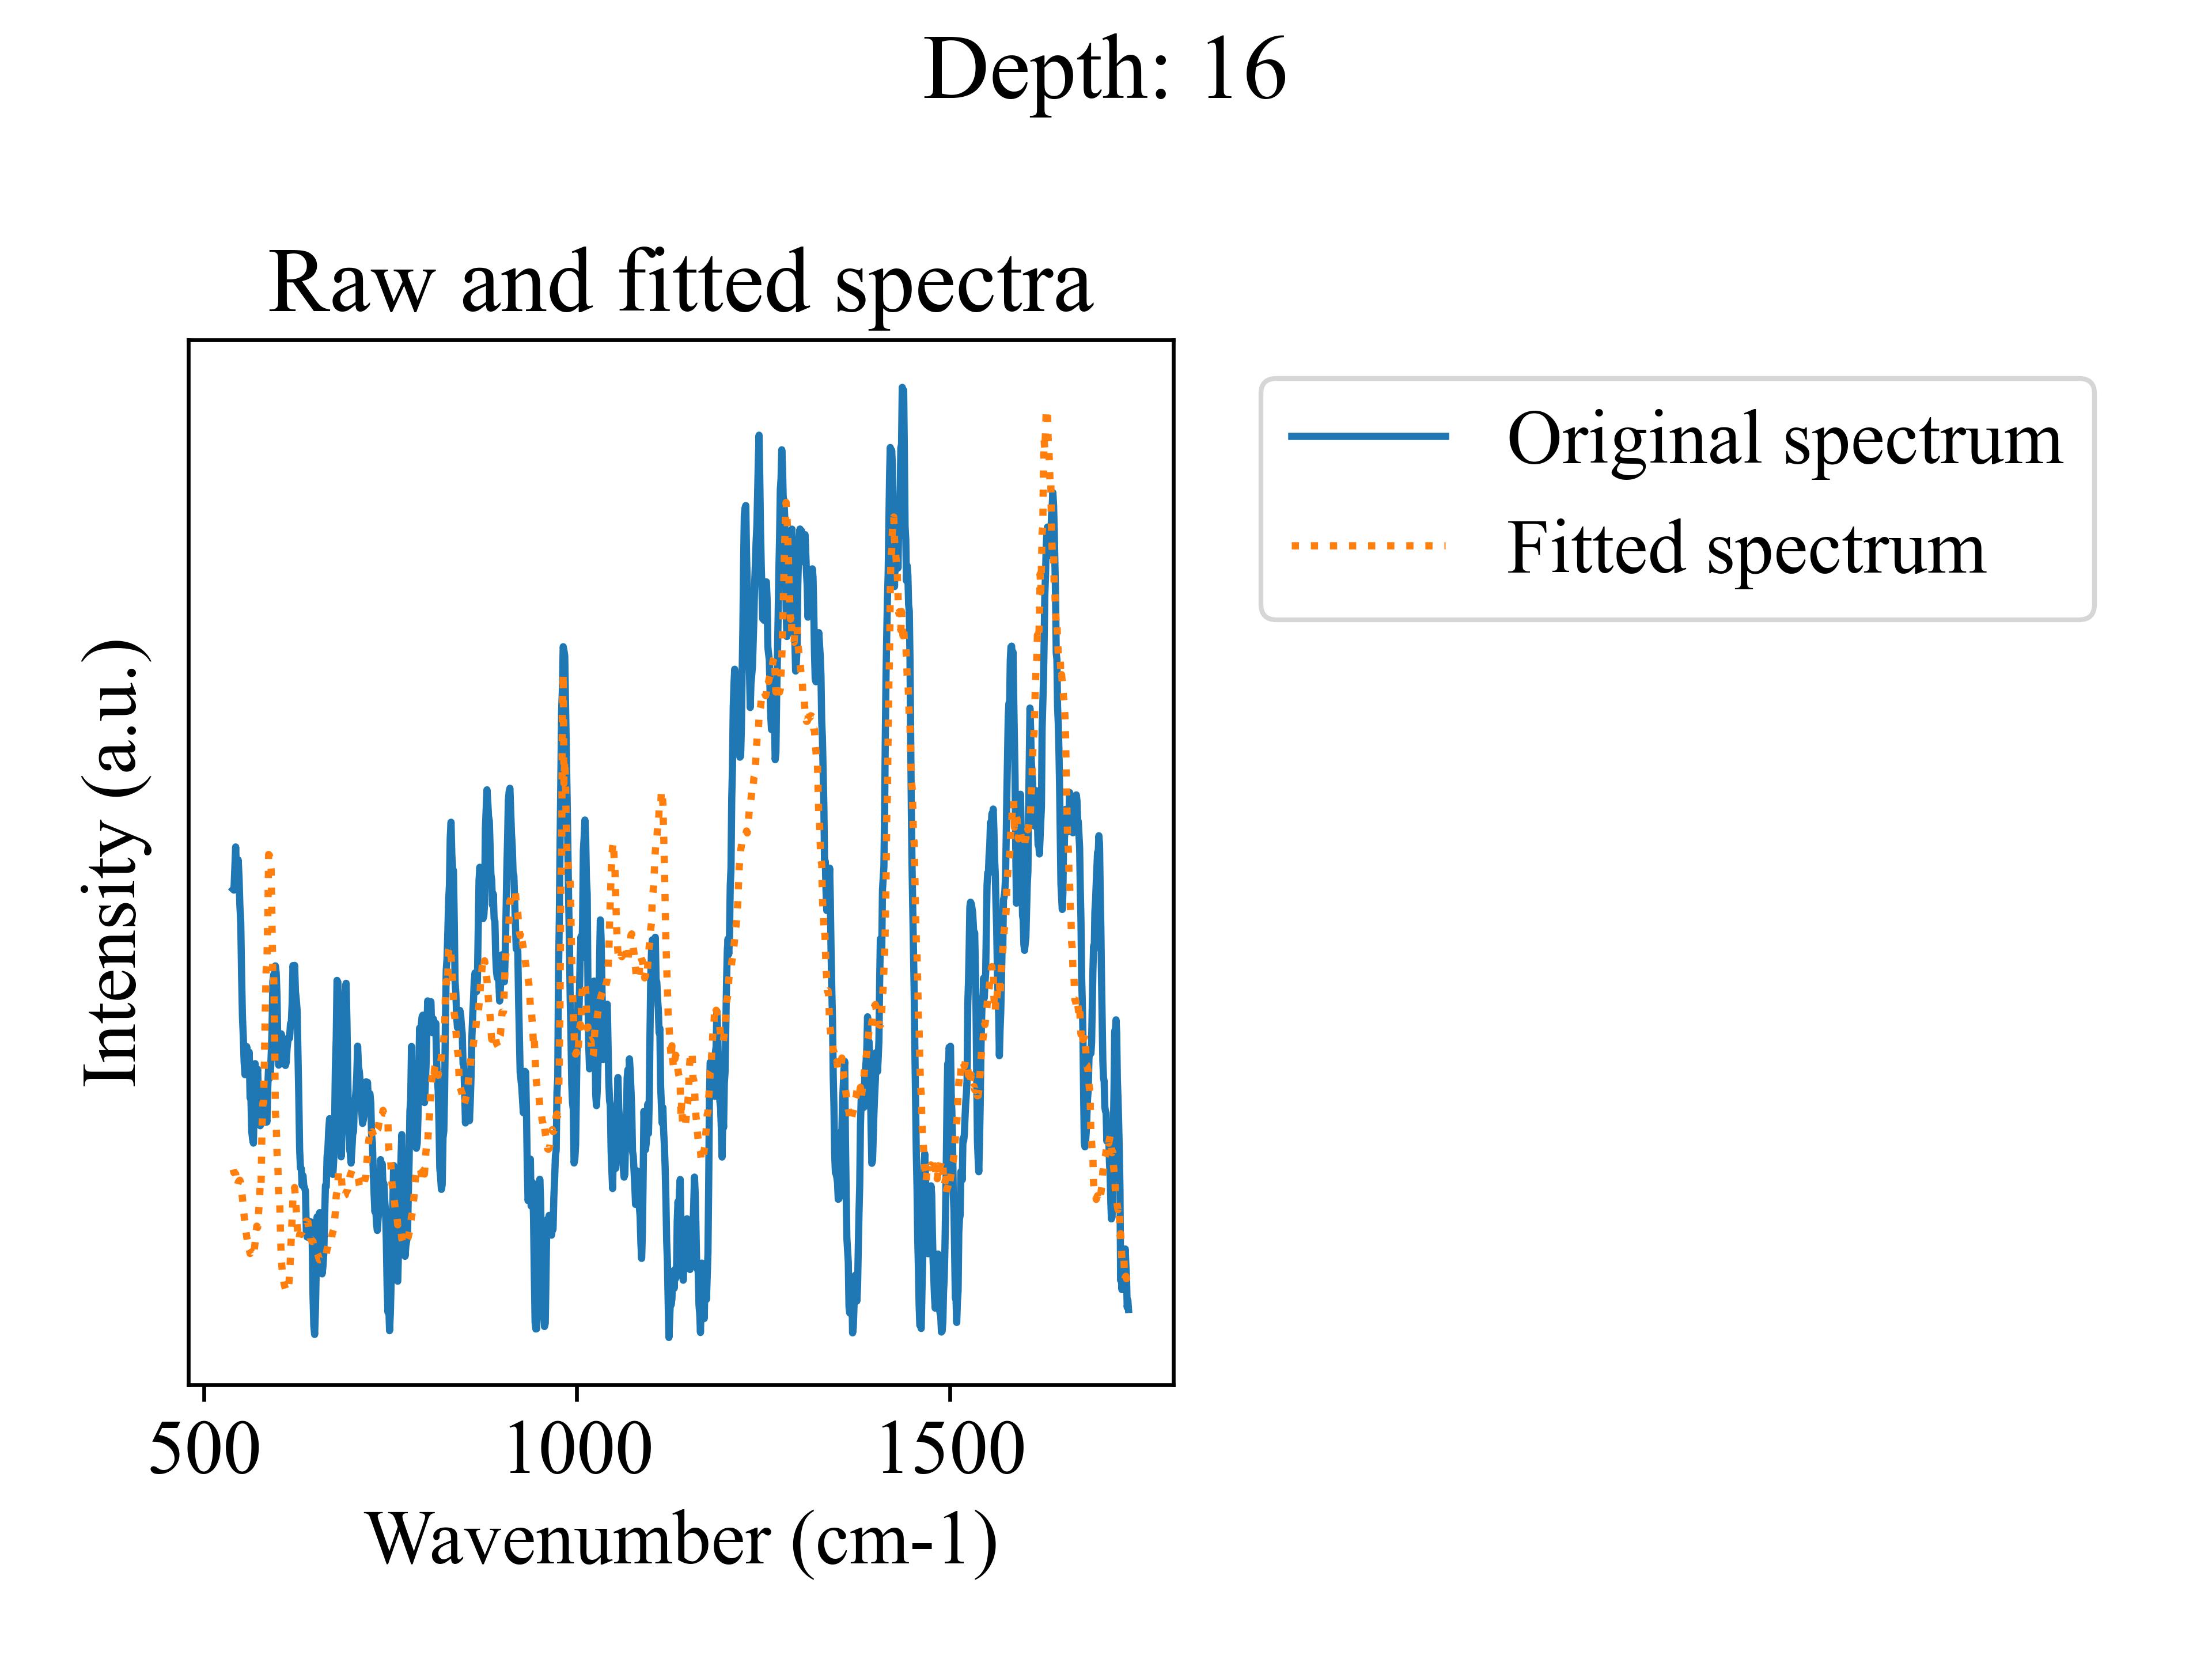 Depth: 16
Raw and fitted spectra
Original spectrum
Fitted spectrum
Intensity (a.u.)
500 1000 1500
Wavenumber (cm-1)